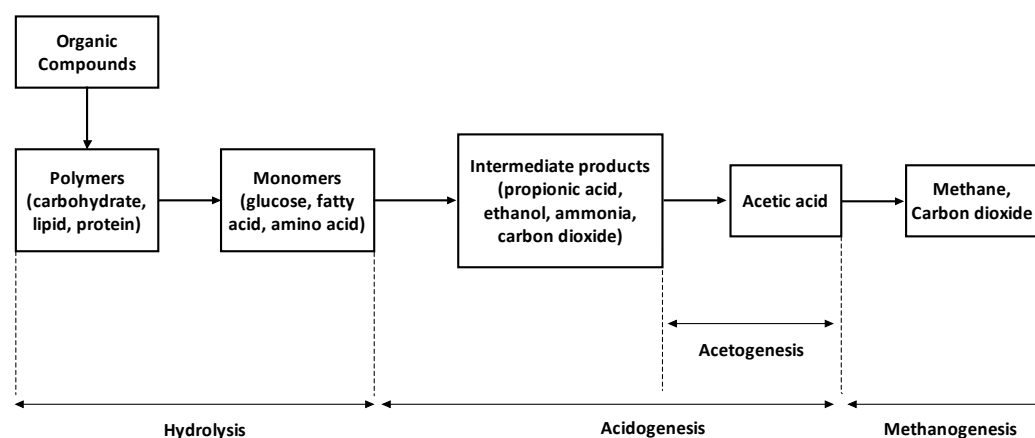 Organic
Compounds
Polymers
(carbohydrate,
lipid, protein)
Monomers
(glucose, fatty
acid, amino acid)
Intermediate products
(propionic acid,
ethanol, ammonia,
carbon dioxide)
Acetic acid
Methane,
Carbon dioxide
Acetogenesis
Hydrolysis
Acidogenesis
Methanogenesis